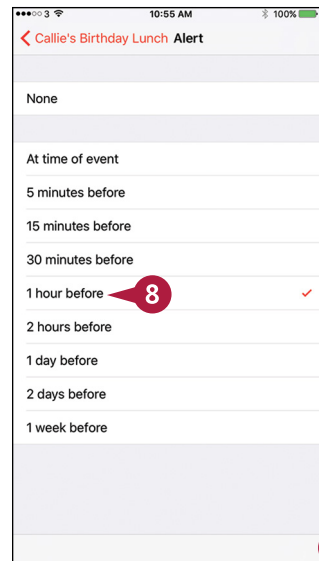 3 10:55 AM 100%
Callie's Birthday Lunch Alert
None
At time of event
5 minutes before
15 minutes before
30 minutes before
1 hour before 8
2 hours before
1 day before
2 days before
1 week before